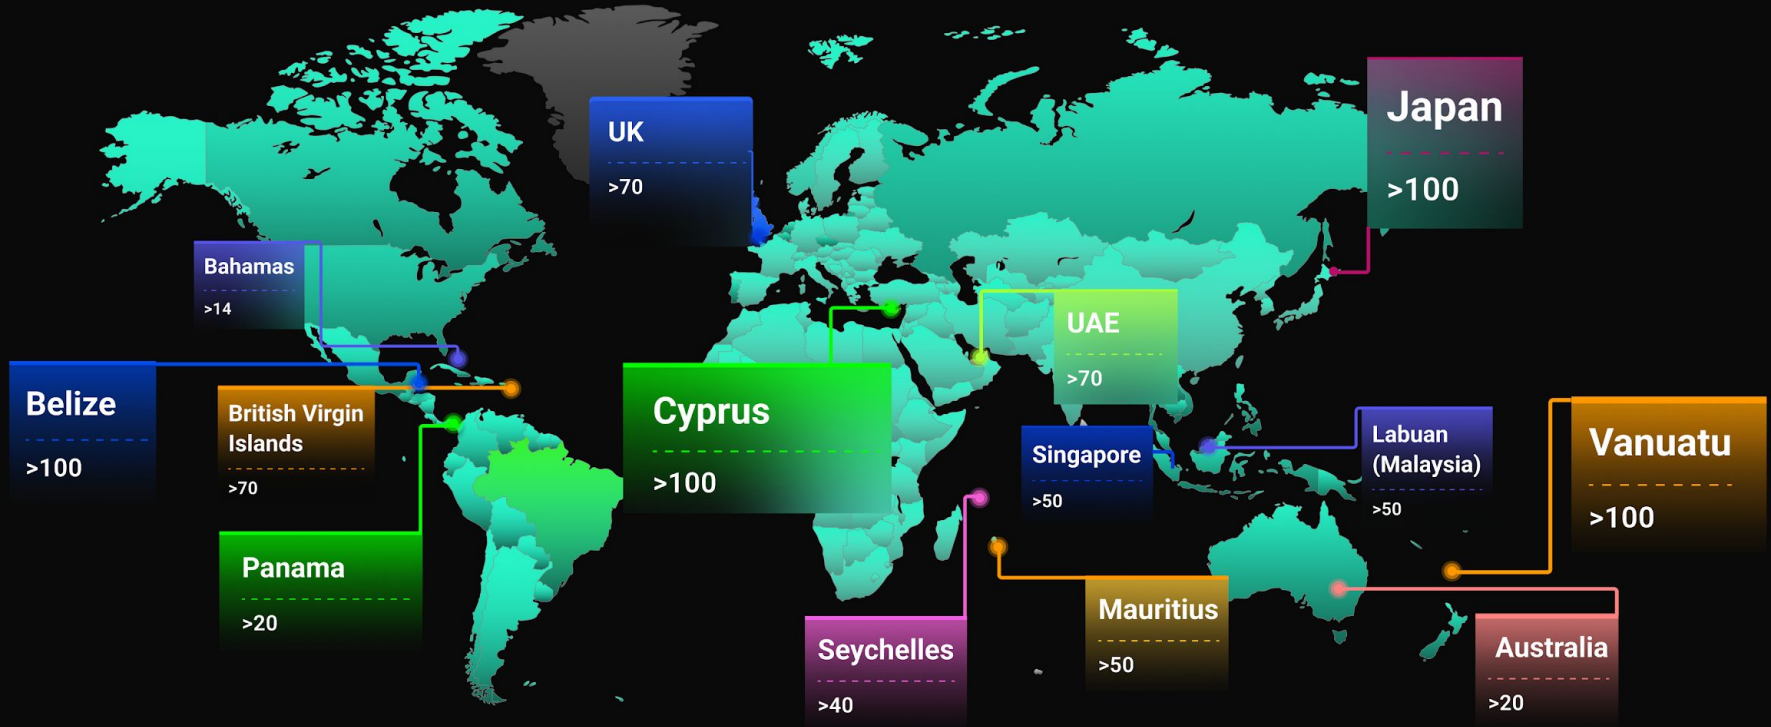 UK
>70
Japan
>100
Bahamas
>14
UAE
>70
Belize
>100
British Virgin
Islands
>70
Cyprus
>100
Singapore
>50
Labuan
(Malaysia)
>50
Vanuatu
>100
Panama
>20
Seychelles
>40
Mauritius
>50
Australia
>20